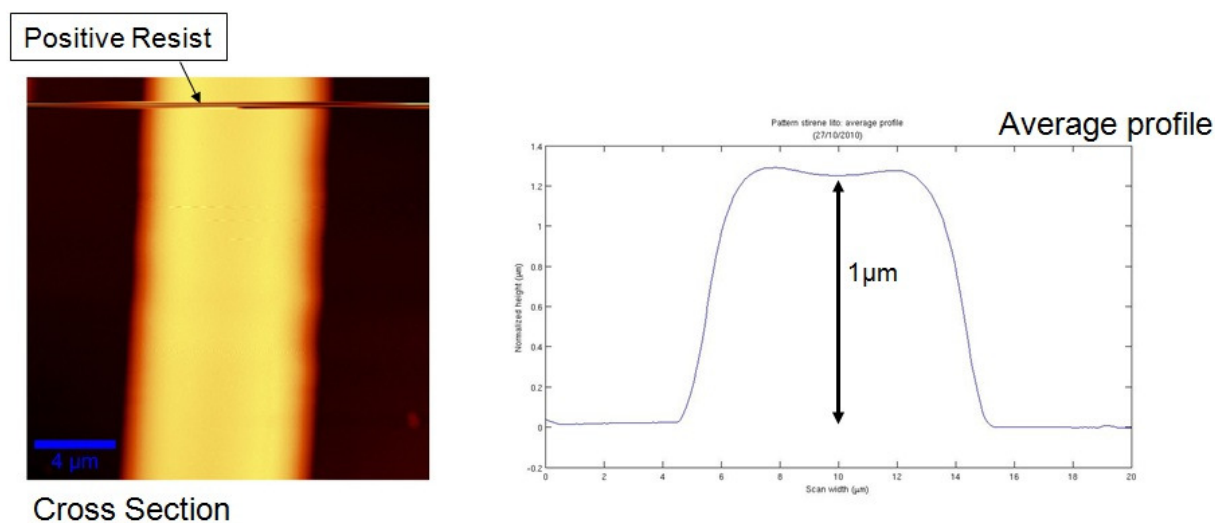 Positive Resist
4 µm
Cross Section
Average profile
Pattern stirene lito: average profile
(27/10/2010)
Normalized height (µm)
1.4
1.2
1
0.8
0.6
0.4
0.2
0
-0.2
1µm
0 2 4 6 8 10 12 14 16 18 20
Scan width (µm)